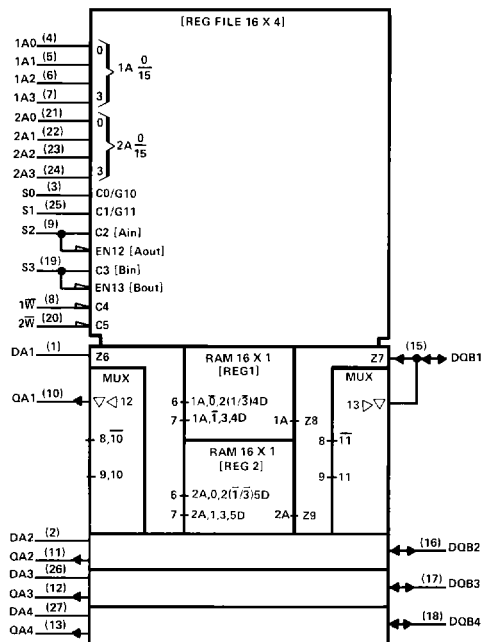 [REG FILE 16 X 4]
1A0 (4) 0
1A1 (5)
1A2 (6)
1A3 (7) 3
1A 0/15
2A0 (21) 0
2A1 (22)
2A2 (23)
2A3 (24) 3
2A 0/15
S0 (3) C0/G10
S1 (25) C1/G11
S2 (9) C2 [Ain]
EN12 [Aout]
S3 (19) C3 [Bin]
EN13 [Bout]
1W̅ (8) C4
2W̅ (20) C5
DA1 (1) Z6
RAM 16 X 1
[REG1]
Z7 (15) DQB1
MUX
MUX
QA1 (10) ▽◁ 12
6 1A,0̅,2(1/3̅)4D
7 1A,1̅,3,4D
1A Z8
13 ▷▽
8,1̅0̅
9,10
8 1̅1̅
9 11
RAM 16 X 1
[REG 2]
6 2A,0,2(1̅/3̅)5D
7 2A,1,3,5D
2A Z9
DA2 (2)
QA2 (11)
(16) DQB2
DA3 (26)
QA3 (12)
(17) DQB3
DA4 (27)
QA4 (13)
(18) DQB4